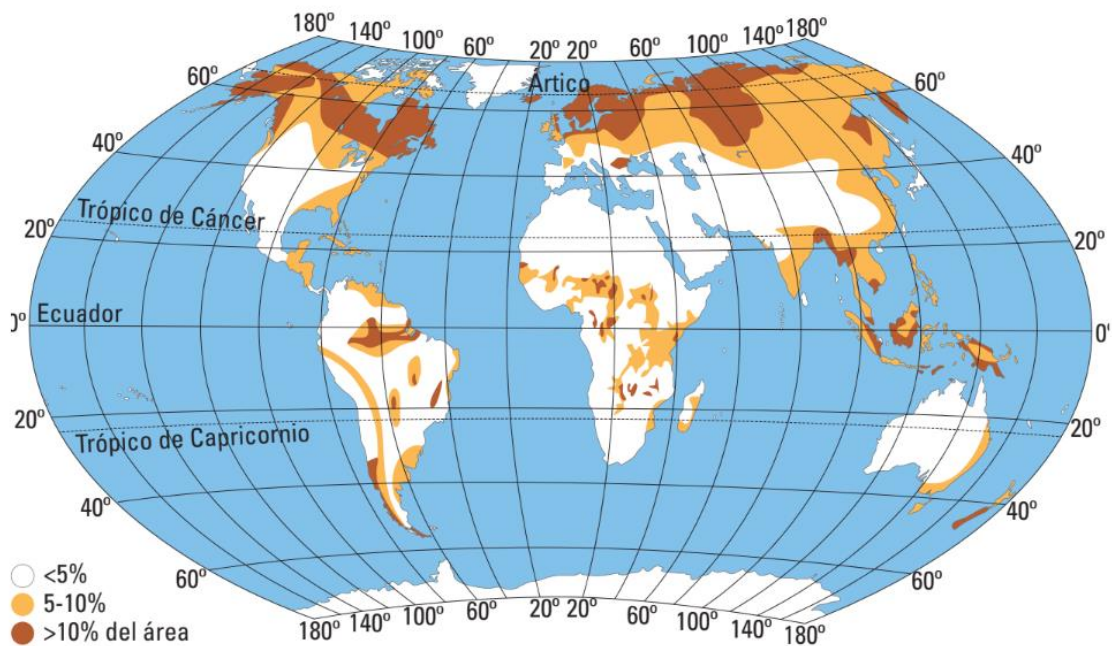 180º 140º 100º 60º 20º 20º 60º 100º 140º 180º
60º Ártico 60º
40º 40º
Trópico de Cáncer
20º 20º
Ecuador
0º 0º
20º 20º
Trópico de Capricornio
40º 40º
60º 60º
<5%
5-10%
>10% del área
180º 140º 100º 60º 20º 20º 60º 100º 140º 180º